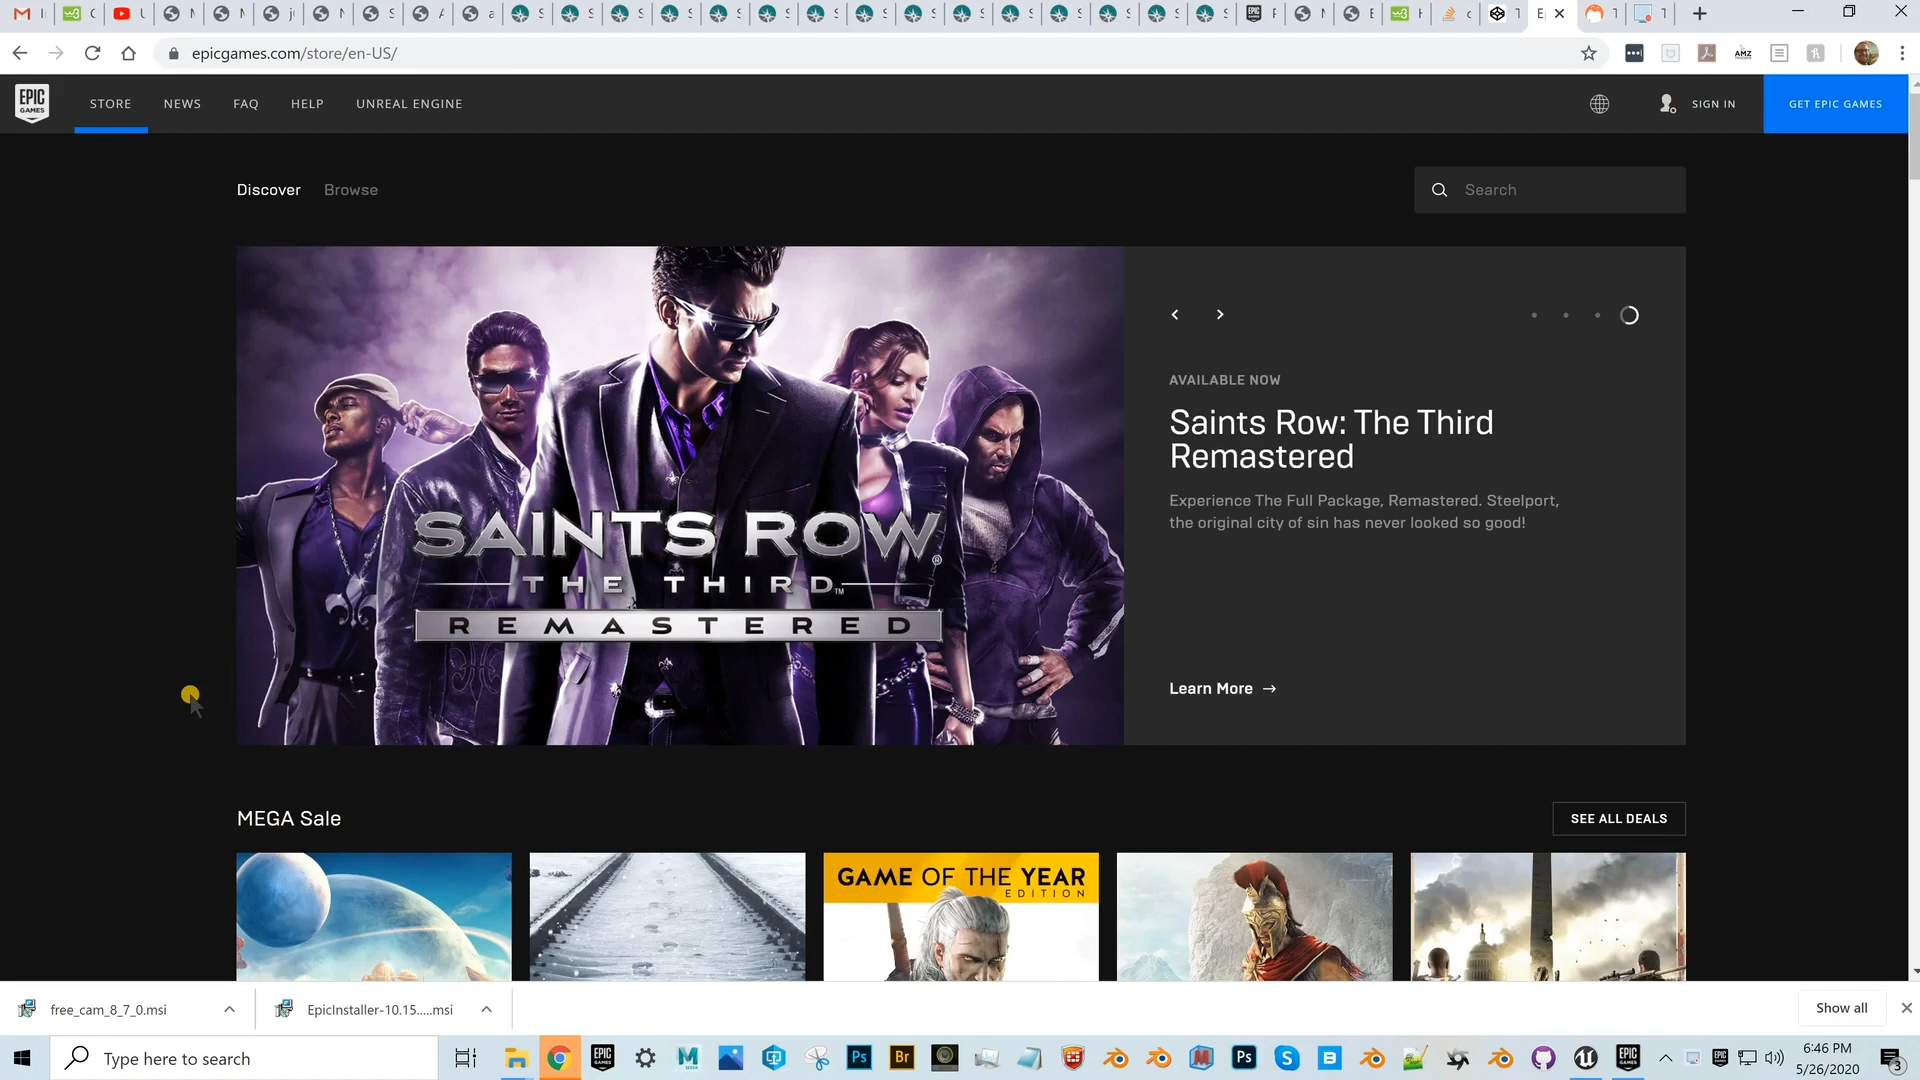 epicgames.com/store/en-US/
EPIC GAMES
STORE
NEWS
FAQ
HELP
UNREAL ENGINE
SIGN IN
GET EPIC GAMES
Discover
Browse
Search
SAINTS ROW®
THE THIRD™
REMASTERED
AVAILABLE NOW
Saints Row: The Third
Remastered
Experience The Full Package, Remastered. Steelport,
the original city of sin has never looked so good!
Learn More →
MEGA Sale
SEE ALL DEALS
GAME OF THE YEAR
EDITION
free_cam_8_7_0.msi
EpicInstaller-10.15.....msi
Show all
Type here to search
6:46 PM
5/26/2020